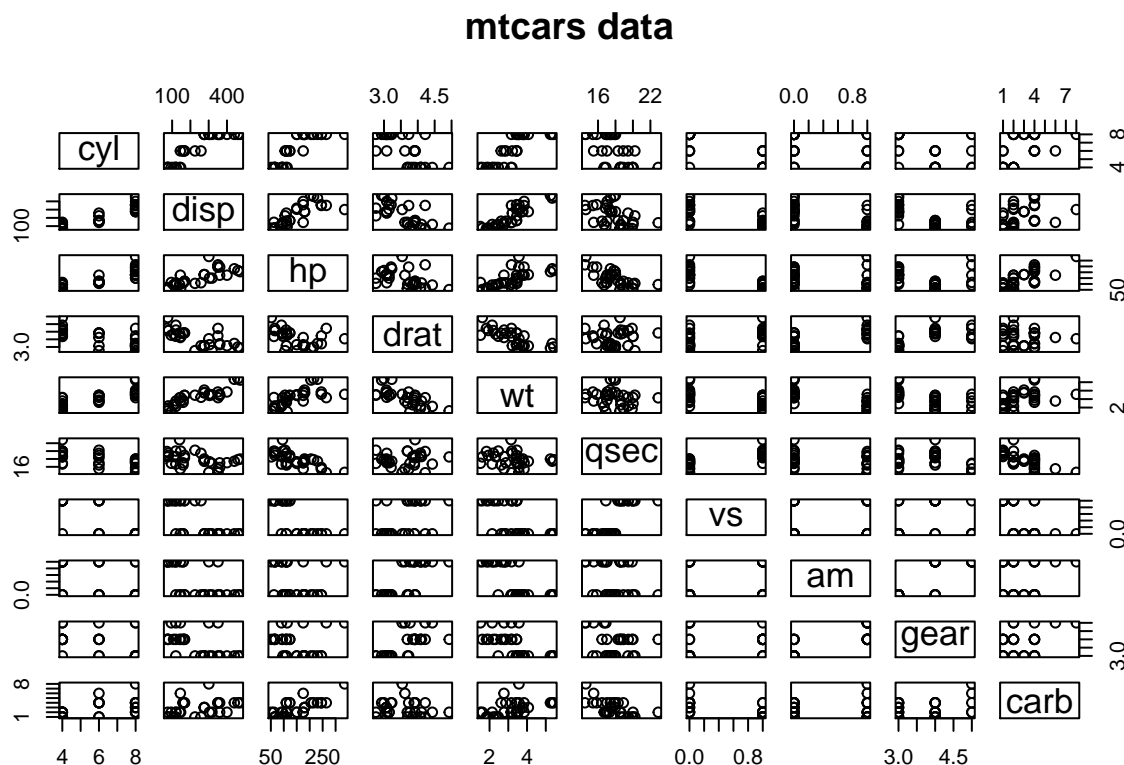 mtcars data
100 400 3.0 4.5 16 22 0.0 0.8 1 4 7
cyl 4 8
100 disp
hp 50
3.0 drat
wt 2
16 qsec
vs 0.0
0.0 am
gear 3.0
1 8 carb
4 6 8 50 250 2 4 0.0 0.8 3.0 4.5